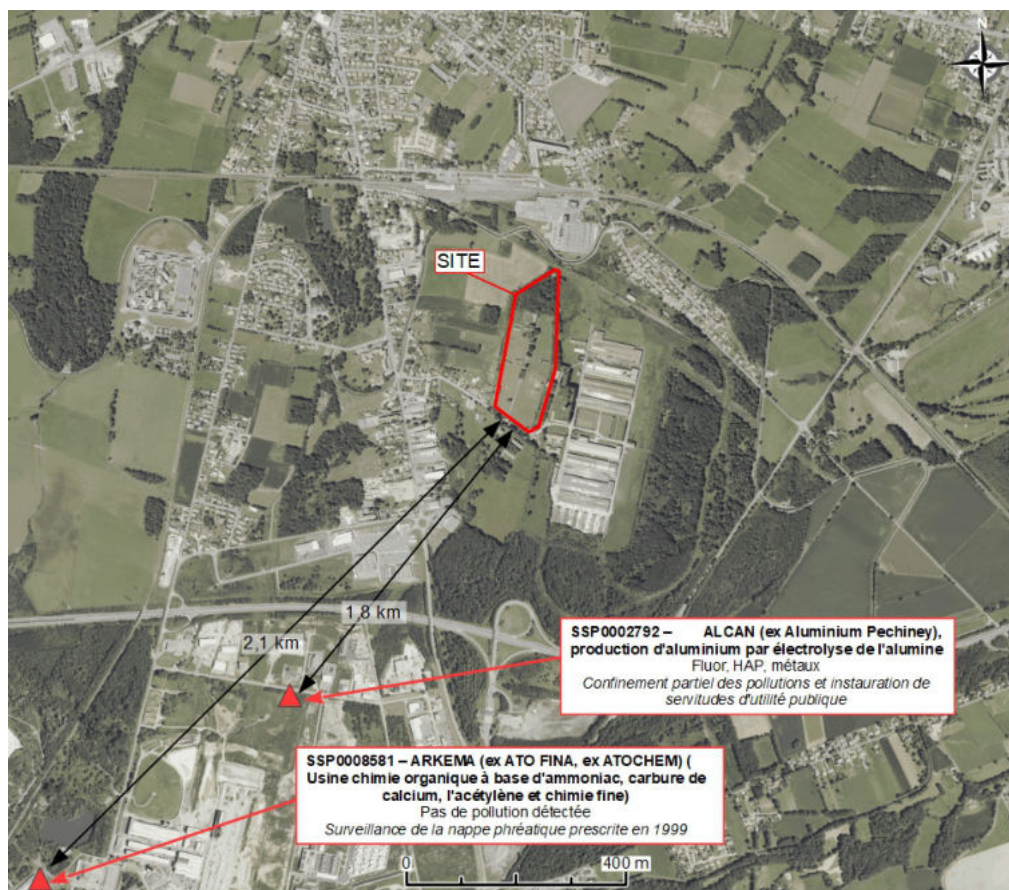 N
SITE
1.8 km
2,1 km
SSP0002792 – ALCAN (ex Aluminium Pechiney),
production d'aluminium par électrolyse de l'alumine
Fluor, HAP, métaux
Confinement partiel des pollutions et instauration de
servitudes d'utilité publique
SSP0008581 – ARKEMA (ex ATO FINA, ex ATOCHEM) (
Usine chimie organique à base d'ammoniac, carbure de
calcium, l'acétylène et chimie fine)
Pas de pollution détectée
Surveillance de la nappe phréatique prescrite en 1999
0 400 m